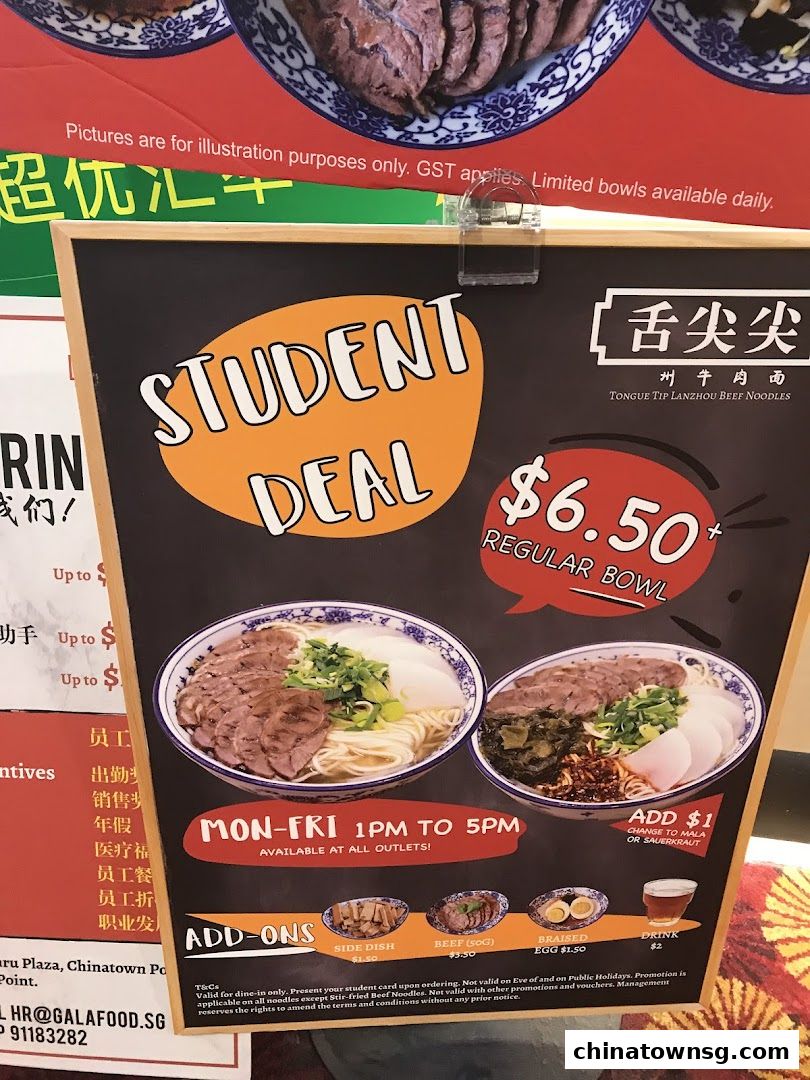 Pictures are for illustration purposes only. GST applies. Limited bowls available daily.
超优汇率
STUDENT
DEAL
舌尖尖
州牛肉面
TONGUE TIP LANZHOU BEEF NOODLES
$6.50+
REGULAR BOWL
RIN
我们!
Up to $
助手 Up to $
Up to $
员工
ntives
出勤奖
销售奖
年假
医疗福
员工餐
员工折
职业发
MON-FRI 1PM TO 5PM
AVAILABLE AT ALL OUTLETS!
ADD $1
CHANGE TO MALA
OR SAUERKRAUT
ADD-ONS
SIDE DISH
$1.50
BEEF (50G)
$3.50
BRAISED
EGG $1.50
DRINK
$2
T&Cs
Valid for dine-in only. Present your student card upon ordering. Not valid on Eve of and on Public Holidays. Promotion is
applicable on all noodles except Stir-fried Beef Noodles. Not valid with other promotions and vouchers. Management
reserves the rights to amend the terms and conditions without any prior notice.
ru Plaza, Chinatown Po
Point.
L HR@GALAFOOD.SG
P 91183282
chinatownsg.com